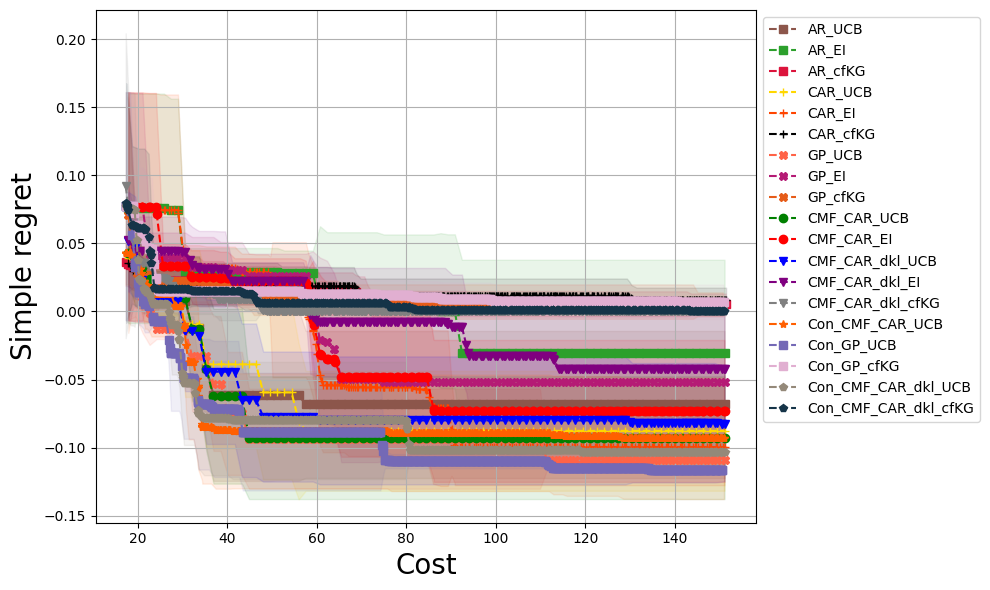 Simple regret
0.20
0.15
0.10
0.05
0.00
−0.05
−0.10
−0.15
20 40 60 80 100 120 140
Cost
AR_UCB
AR_EI
AR_cfKG
CAR_UCB
CAR_EI
CAR_cfKG
GP_UCB
GP_EI
GP_cfKG
CMF_CAR_UCB
CMF_CAR_EI
CMF_CAR_dkl_UCB
CMF_CAR_dkl_EI
CMF_CAR_dkl_cfKG
Con_CMF_CAR_UCB
Con_GP_UCB
Con_GP_cfKG
Con_CMF_CAR_dkl_UCB
Con_CMF_CAR_dkl_cfKG